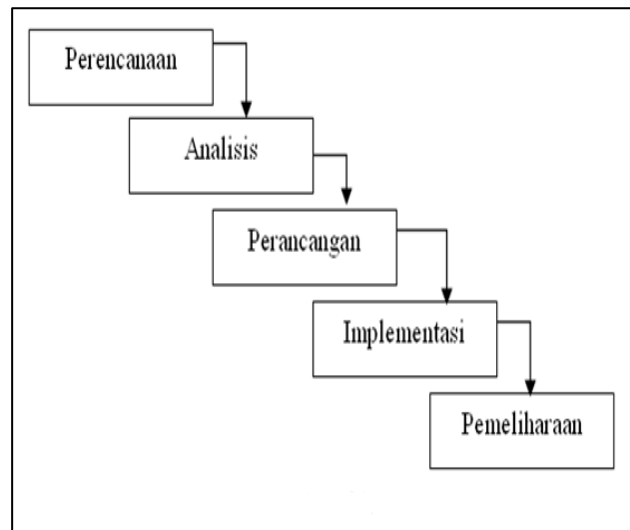 Perencanaan
Analisis
Perancangan
Implementasi
Pemeliharaan